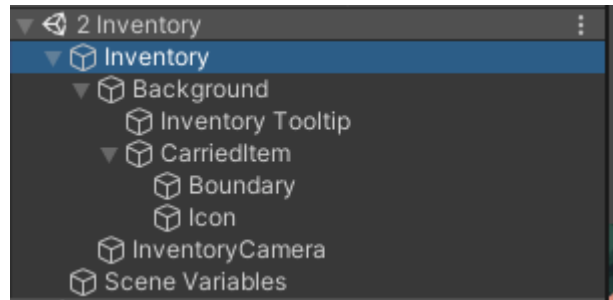 2 Inventory
Inventory
Background
Inventory Tooltip
CarriedItem
Boundary
Icon
InventoryCamera
Scene Variables